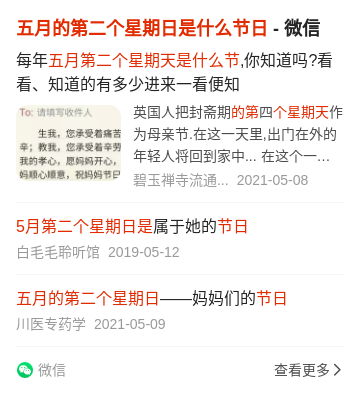 五月的第二个星期日是什么节日 - 微信
每年五月第二个星期天是什么节,你知道吗?看
看、知道的有多少进来一看便知
To: 请填写收件人
生我，您承受着痛苦
辛；教我，您承受着辛劳
我的孝心，愿妈妈开心，
妈顺心顺意，祝妈妈节日
英国人把封斋期的第四个星期天作
为母亲节.在这一天里,出门在外的
年轻人将回到家中... 在这个一...
碧玉禅寺流通... 2021-05-08
5月第二个星期日是属于她的节日
白毛毛聆听馆 2019-05-12
五月的第二个星期日——妈妈们的节日
川医专药学 2021-05-09
微信
查看更多